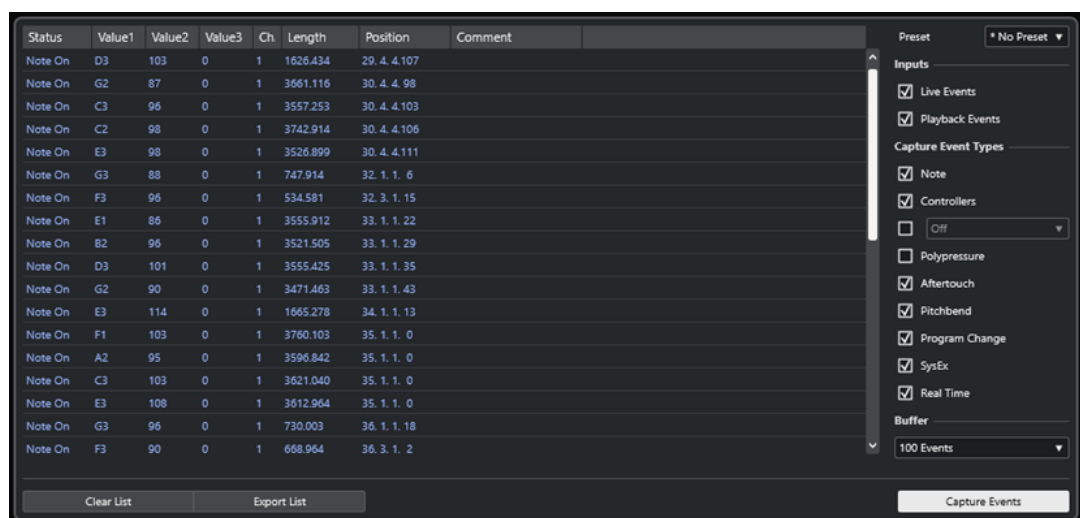 Status Value1 Value2 Value3 Ch. Length Position Comment
Note On D3 103 0 1 1626.434 29. 4. 4.107
Note On G2 87 0 1 3661.116 30. 4. 4. 98
Note On C3 96 0 1 3557.253 30. 4. 4.103
Note On C2 98 0 1 3742.914 30. 4. 4.106
Note On E3 98 0 1 3526.899 30. 4. 4.111
Note On G3 88 0 1 747.914 32. 1. 1. 6
Note On F3 96 0 1 534.581 32. 3. 1. 15
Note On E1 86 0 1 3555.912 33. 1. 1. 22
Note On B2 96 0 1 3521.505 33. 1. 1. 29
Note On D3 101 0 1 3555.425 33. 1. 1. 35
Note On G2 90 0 1 3471.463 33. 1. 1. 43
Note On E3 114 0 1 1665.278 34. 1. 1. 13
Note On F1 103 0 1 3760.103 35. 1. 1. 0
Note On A2 95 0 1 3596.842 35. 1. 1. 0
Note On C3 103 0 1 3621.040 35. 1. 1. 0
Note On E3 108 0 1 3612.964 35. 1. 1. 0
Note On G3 96 0 1 730.003 36. 1. 1. 18
Note On F3 90 0 1 668.964 36. 3. 1. 2
Clear List Export List
Preset * No Preset
Inputs
Live Events
Playback Events
Capture Event Types
Note
Controllers
Off
Polypressure
Aftertouch
Pitchbend
Program Change
SysEx
Real Time
Buffer
100 Events
Capture Events